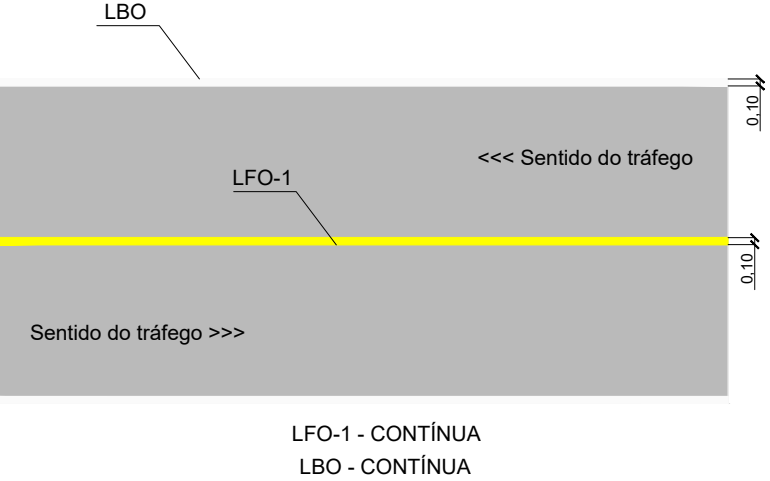 LBO
0,10
<<< Sentido do tráfego
LFO-1
0,10
Sentido do tráfego >>>
LFO-1 - CONTÍNUA
LBO - CONTÍNUA